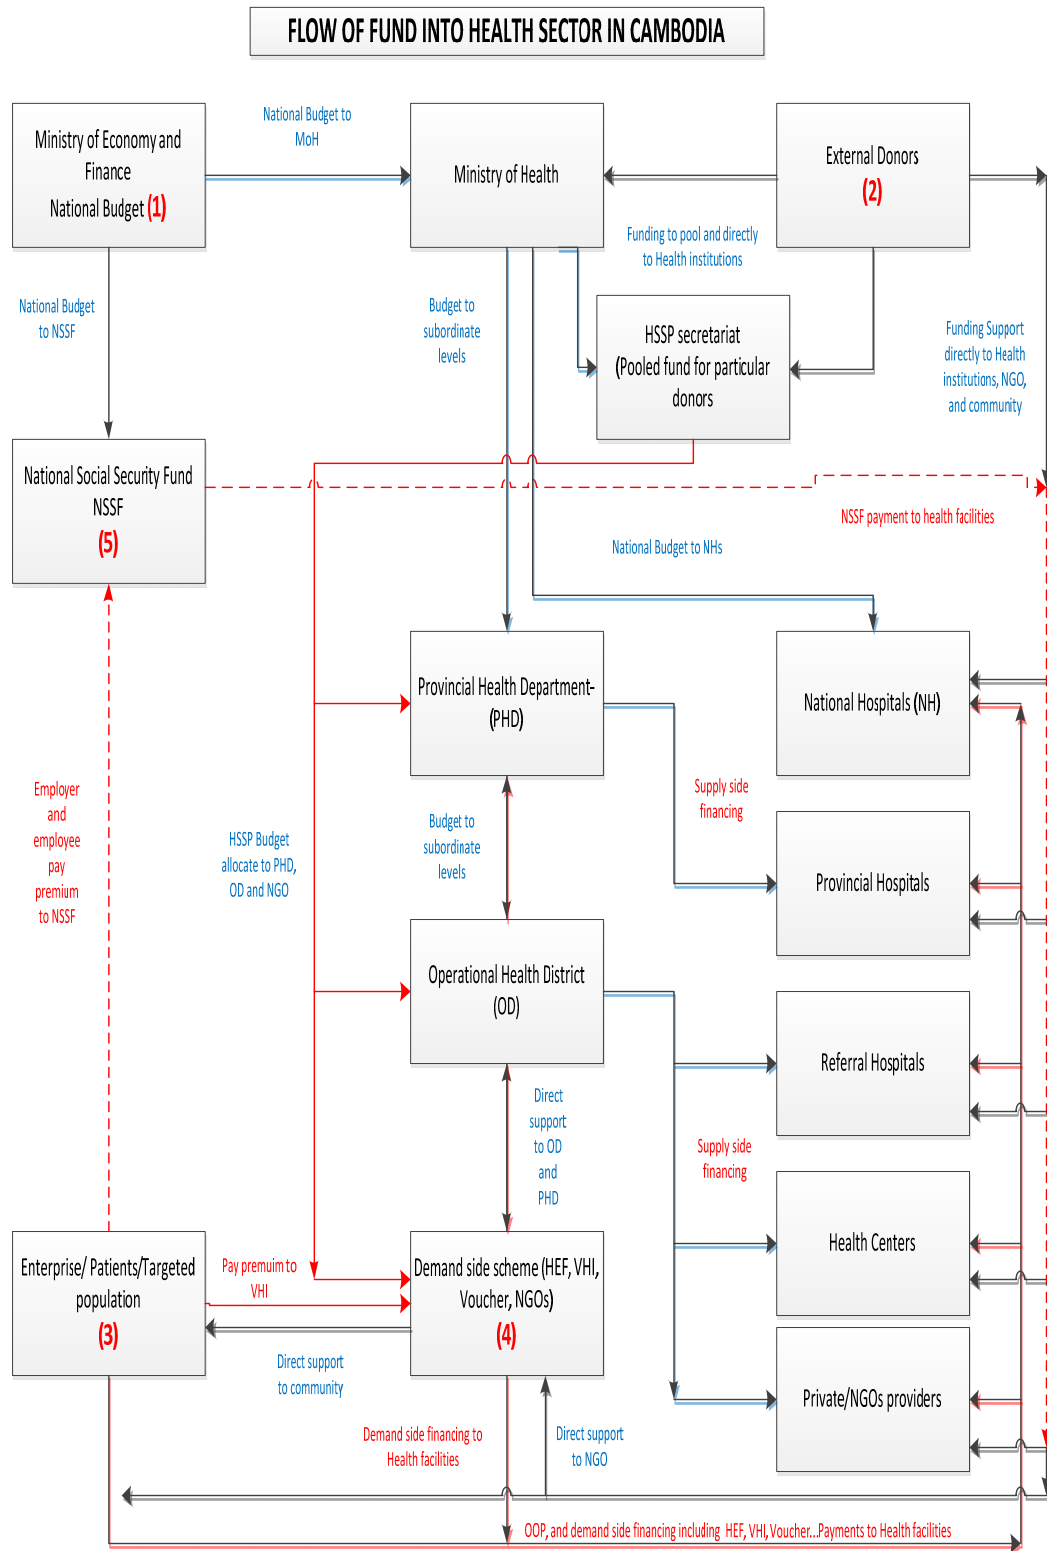 FLOW OF FUND INTO HEALTH SECTOR IN CAMBODIA
Ministry of Economy and
Finance
National Budget (1)
National Budget to
MoH
Ministry of Health
External Donors
(2)
National Budget
to NSSF
Budget to
subordinate
levels
Funding to pool and directly
to Health institutions
HSSP secretariat
(Pooled fund for particular
donors
Funding Support
directly to Health
institutions, NGO,
and community
National Social Security Fund
NSSF
(5)
NSSF payment to health facilities
National Budget to NHs
Provincial Health Department-
(PHD)
National Hospitals (NH)
Employer
and
employee
pay
premium
to NSSF
HSSP Budget
allocate to PHD,
OD and NGO
Budget to
subordinate
levels
Supply side
financing
Provincial Hospitals
Operational Health District
(OD)
Referral Hospitals
Direct
support
to OD
and
PHD
Supply side
financing
Health Centers
Enterprise/ Patients/Targeted
population
(3)
Pay premuim to
VHI
Demand side scheme (HEF, VHI,
Voucher, NGOs)
(4)
Direct support
to community
Private/NGOs providers
Demand side financing to
Health facilities
Direct support
to NGO
OOP, and demand side financing including HEF, VHI, Voucher...Payments to Health facilities